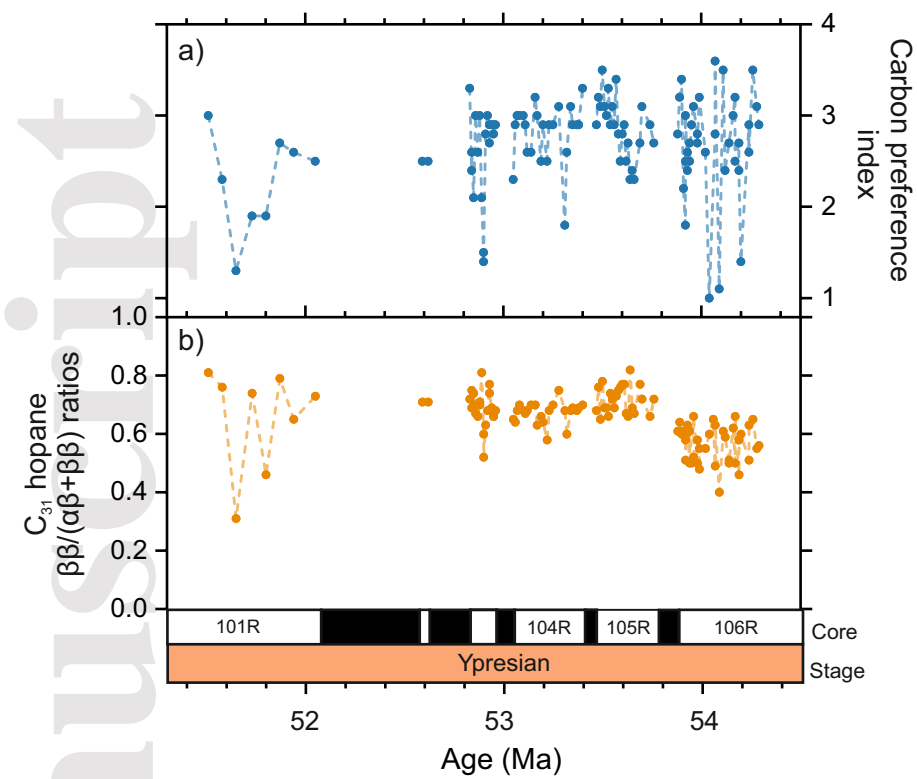 a)
4
3
2
1
Carbon preference
index
b)
1.0
0.8
0.6
0.4
0.2
0.0
C₃₁ hopane
ββ/(αβ+ββ) ratios
101R
104R
105R
106R
Core
Ypresian
Stage
52
53
54
Age (Ma)
uscript